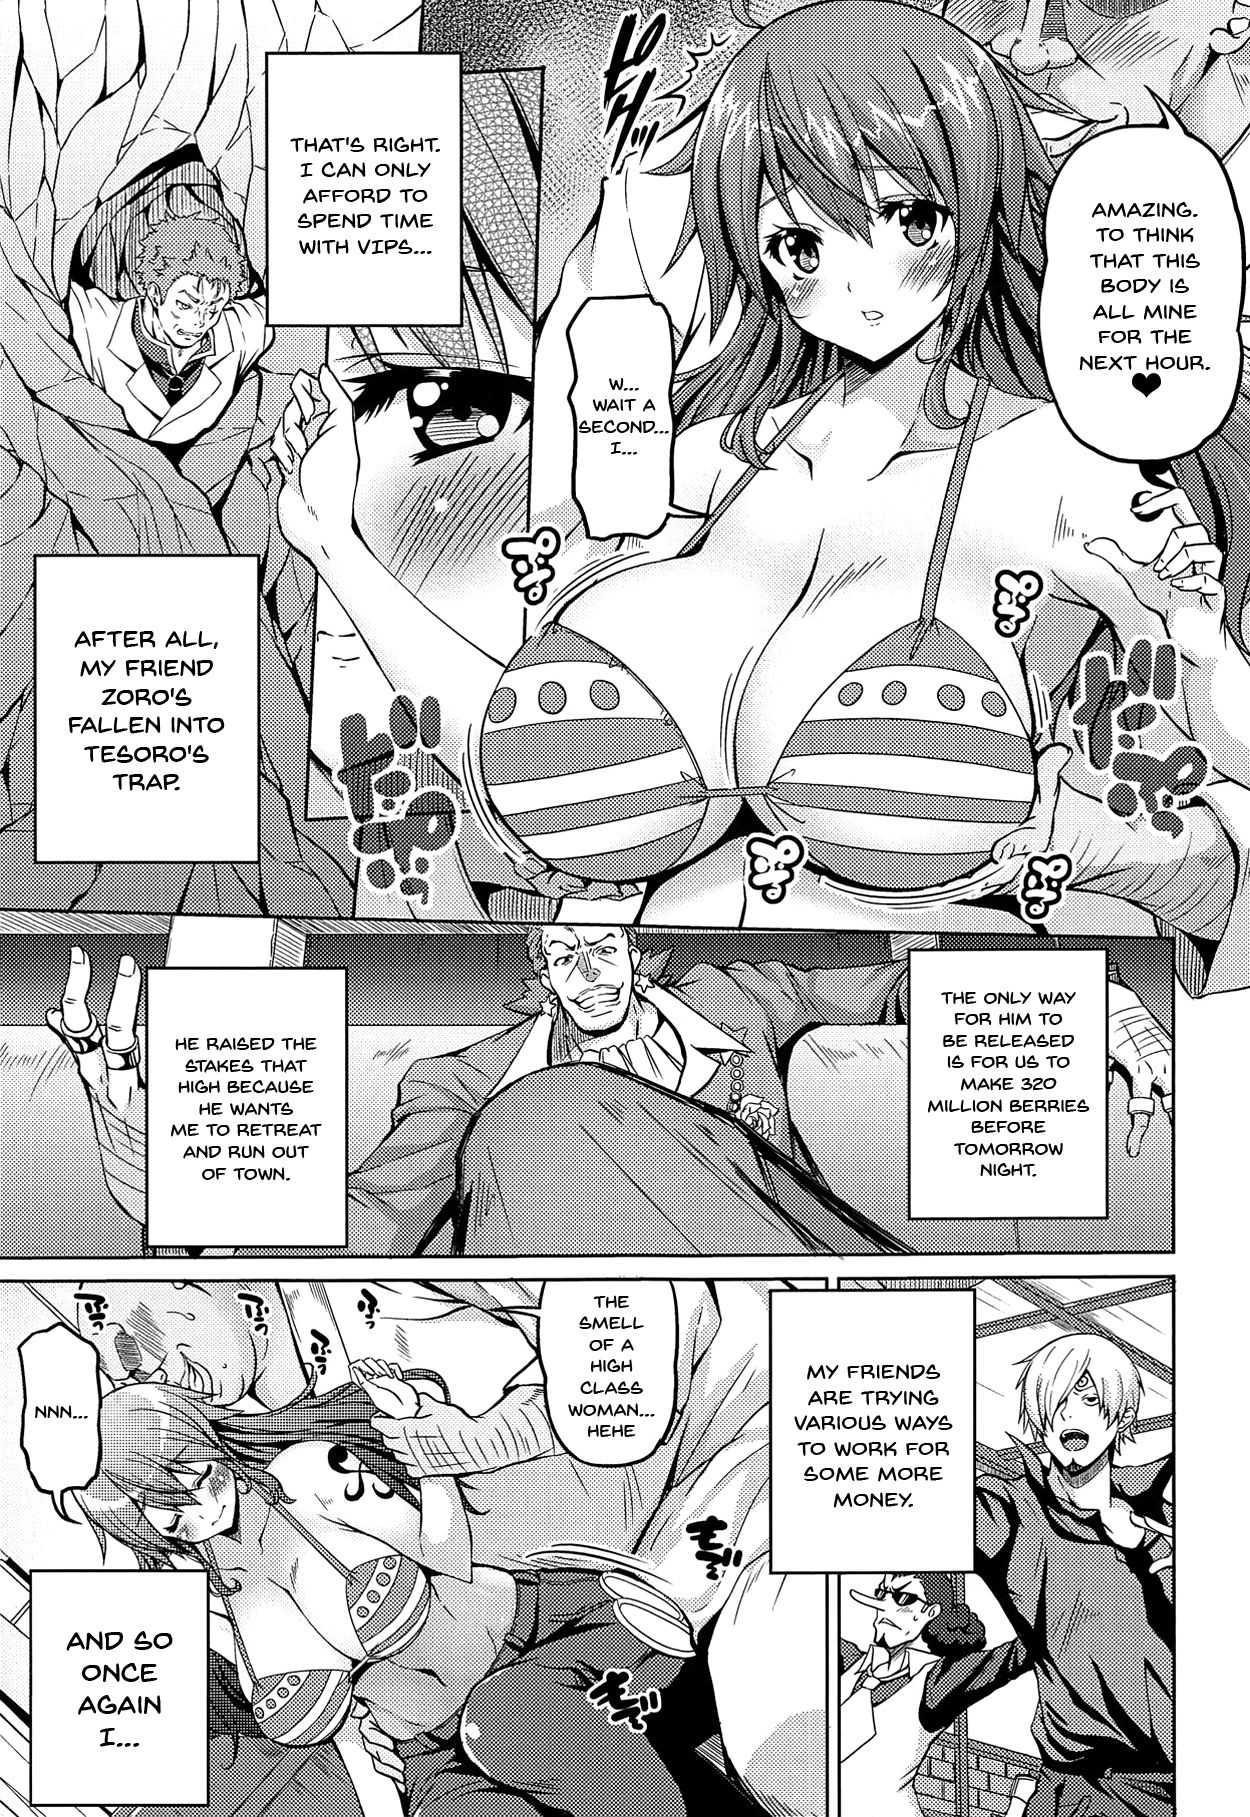 AMAZING.
TO THINK
THAT THIS
BODY IS
ALL MINE
FOR THE
NEXT HOUR.
♥
W...
WAIT A
SECOND...
I...
THAT'S RIGHT.
I CAN ONLY
AFFORD TO
SPEND TIME
WITH VIPS...
AFTER ALL,
MY FRIEND
ZORO'S
FALLEN INTO
TESORO'S
TRAP.
THE ONLY WAY
FOR HIM TO
BE RELEASED
IS FOR US TO
MAKE 320
MILLION BERRIES
BEFORE
TOMORROW
NIGHT.
HE RAISED THE
STAKES THAT
HIGH BECAUSE
HE WANTS
ME TO RETREAT
AND RUN OUT
OF TOWN.
MY FRIENDS
ARE TRYING
VARIOUS WAYS
TO WORK FOR
SOME MORE
MONEY.
THE
SMELL
OF A
HIGH
CLASS
WOMAN...
HEHE
NNN...
AND SO
ONCE
AGAIN
I...